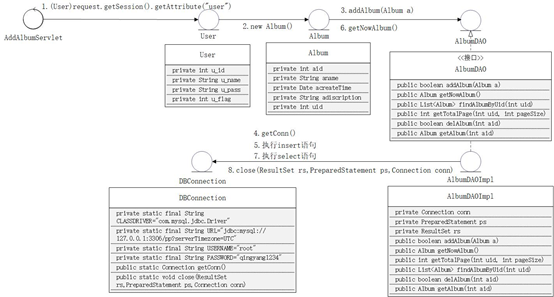 1.(User)request.getSession().getAttribute("user")
AddAlbumServlet
User
2.new Album()
Album
3.addAlbum(Album a)
6.getNowAlbum()
AlbumDAO
User
private int u_id
private String u_name
private String u_pass
private int u_flag
Album
private int aid
private String aname
private Date acreateTime
private String adiscription
private int uid
<<接口>>
AlbumDAO
public boolean addAlbum(Album a)
public Album getNowAlbum()
public List(Album> findAlbumByUid(int uid)
public int getTotalPage(int uid, int pageSize)
public boolean delAlbum(int aid)
public Album getAlbum(int aid)
4.getConn()
5.执行insert语句
7.执行select语句
8.close(ResultSet rs,PreparedStatement ps,Connection conn)
DBConnection
AlbumDAOImpl
DBConnection
private static final String
CLASSDRIVER="com.mysql.jdbc.Driver"
private static final String URL="jdbc:mysql://
127.0.0.1:3306/pp?serverTimezone=UTC"
private static final String USERNAME="root"
private static final String PASSWORD="qingyang1234"
public static Connection getConn()
public static void close(ResultSet
rs,PreparedStatement ps,Connection conn)
AlbumDAOImpl
private Connection conn
private PreparedStatement ps
private ResultSet rs
public boolean addAlbum(Album a)
public Album getNowAlbum()
public int getTotalPage(int uid, int pageSize)
public List(Album> findAlbumByUid(int uid)
public boolean delAlbum(int aid)
public Album getAlbum(int aid)